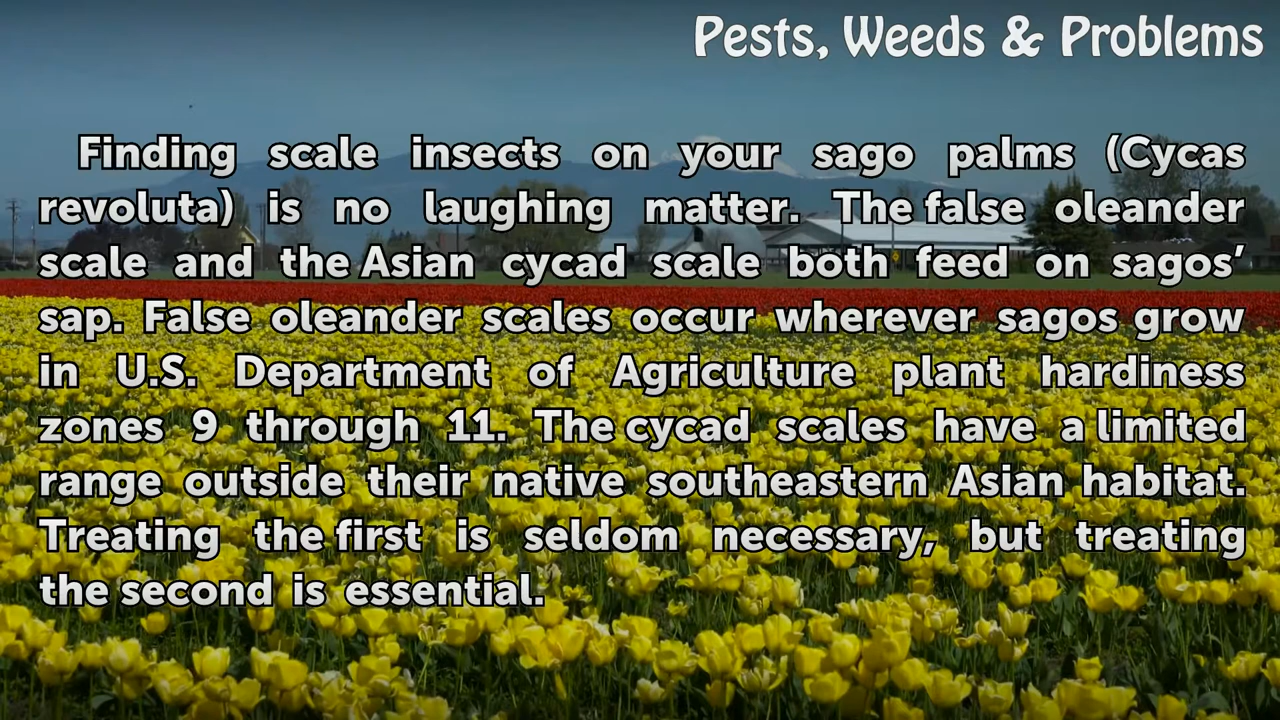 Pests, Weeds & Problems
Finding scale insects on your sago palms (Cycas
revoluta) is no laughing matter. The false oleander
scale and the Asian cycad scale both feed on sagos’
sap. False oleander scales occur wherever sagos grow
in U.S. Department of Agriculture plant hardiness
zones 9 through 11. The cycad scales have a limited
range outside their native southeastern Asian habitat.
Treating the first is seldom necessary, but treating
the second is essential.